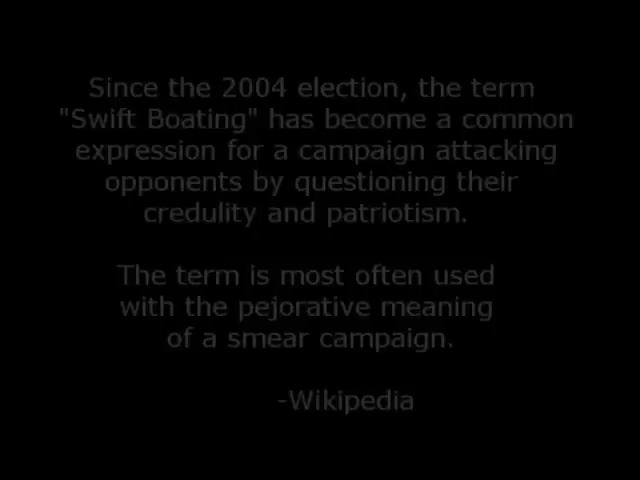 Since the 2004 election, the term
"Swift Boating" has become a common
expression for a campaign attacking
opponents by questioning their
credulity and patriotism.
The term is most often used
with the pejorative meaning
of a smear campaign.
-Wikipedia